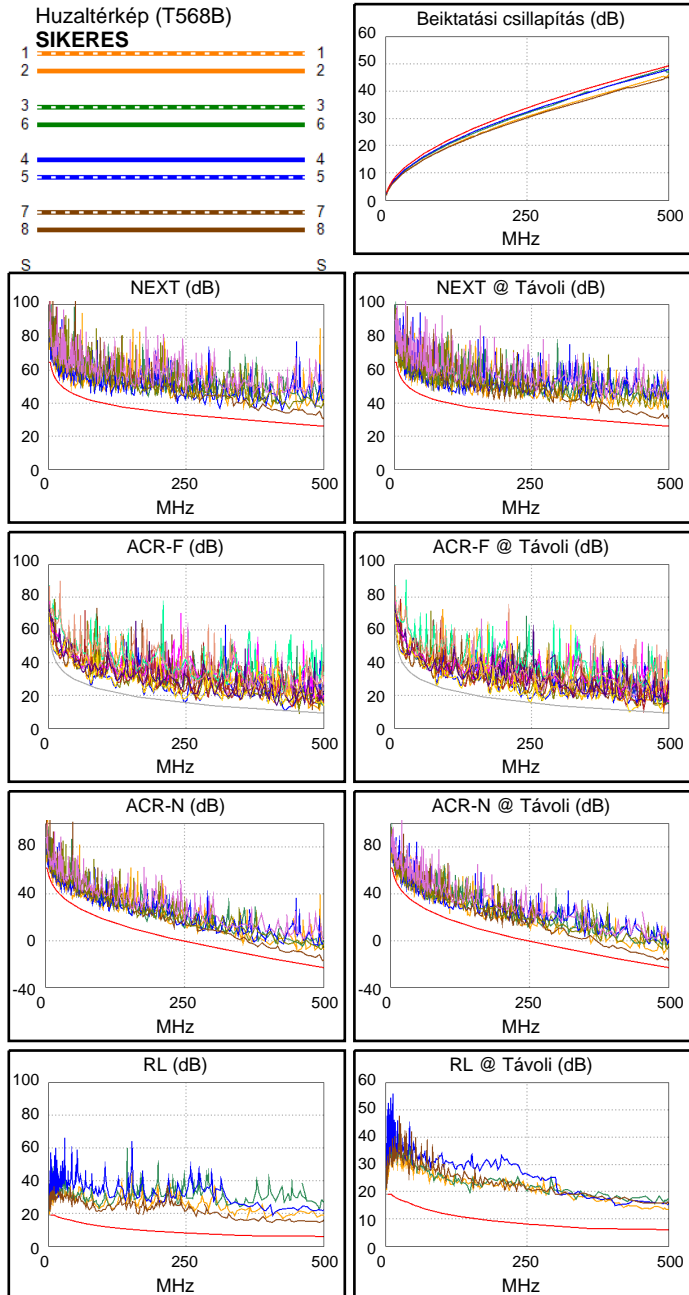 Huzaltérkép (T568B)
SIKERES
1 1
2 2
3 3
6 6
4 4
5 5
7 7
8 8
S S
Beiktatási csillapítás (dB)
60
50
40
30
20
10
0
0 250 500
MHz
NEXT (dB)
100
80
60
40
20
0
0 250 500
MHz
NEXT @ Távoli (dB)
100
80
60
40
20
0
0 250 500
MHz
ACR-F (dB)
100
80
60
40
20
0
0 250 500
MHz
ACR-F @ Távoli (dB)
100
80
60
40
20
0
0 250 500
MHz
ACR-N (dB)
80
40
0
-40
0 250 500
MHz
ACR-N @ Távoli (dB)
80
40
0
-40
0 250 500
MHz
RL (dB)
100
80
60
40
20
0
0 250 500
MHz
RL @ Távoli (dB)
60
50
40
30
20
10
0
0 250 500
MHz